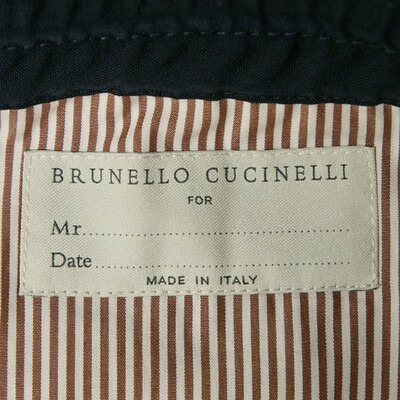 BRUNELLO CUCINELLI
FOR
Mr..............................................
Date............................................
MADE IN ITALY